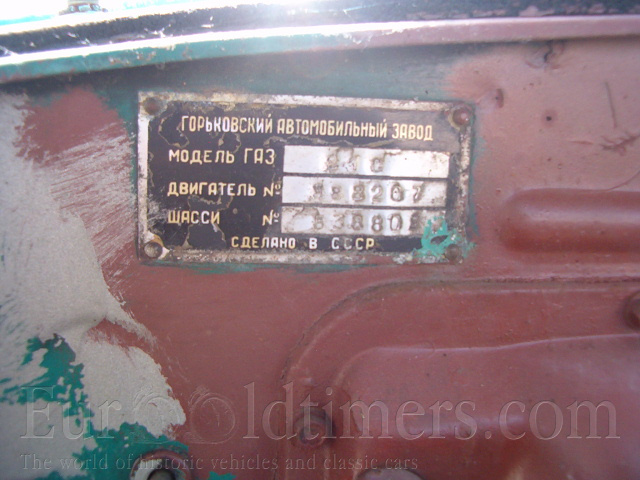 ГОРЬКОВСКИЙ АВТОМОБИЛЬНЫЙ ЗАВОД
МОДЕЛЬ ГАЗ
ДВИГАТЕЛЬ №
ШАССИ №
СДЕЛАНО В СССР
EurOOldtimers.com
The world of historic vehicles and classic cars